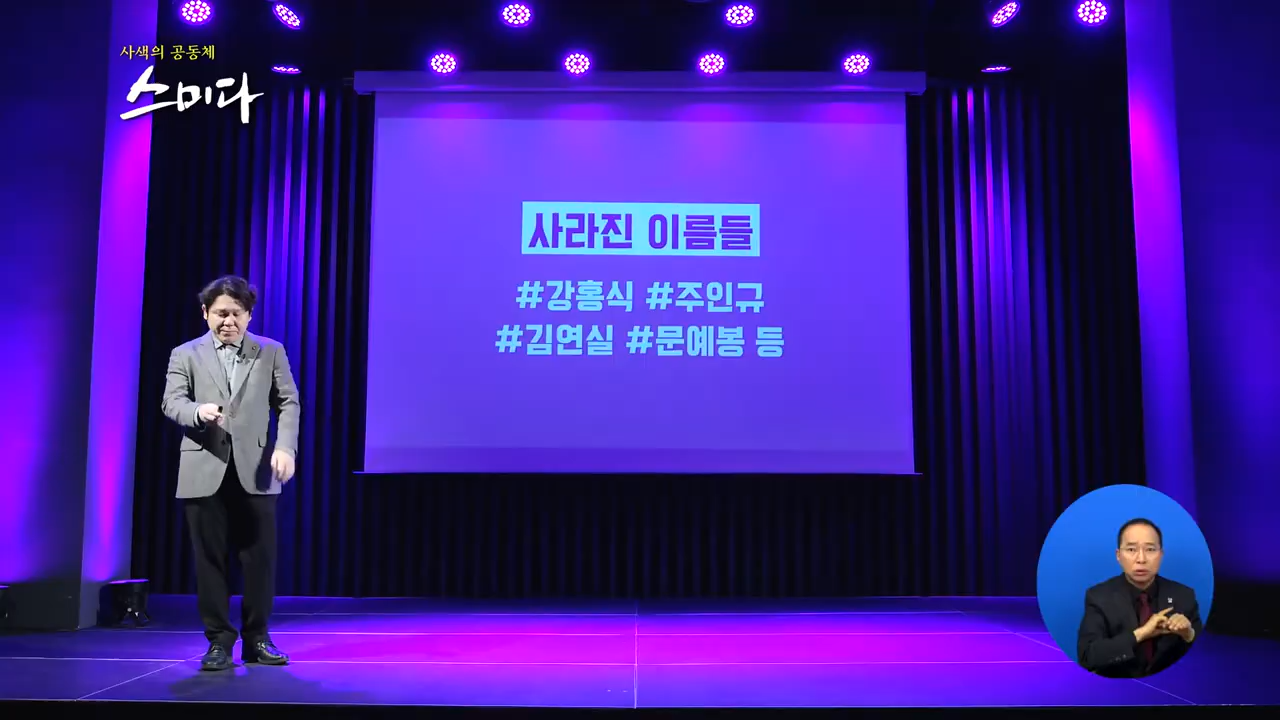 사색의 공동체
스미다
사라진 이름들
#강홍식 #주인규
#김연실 #문예봉 등